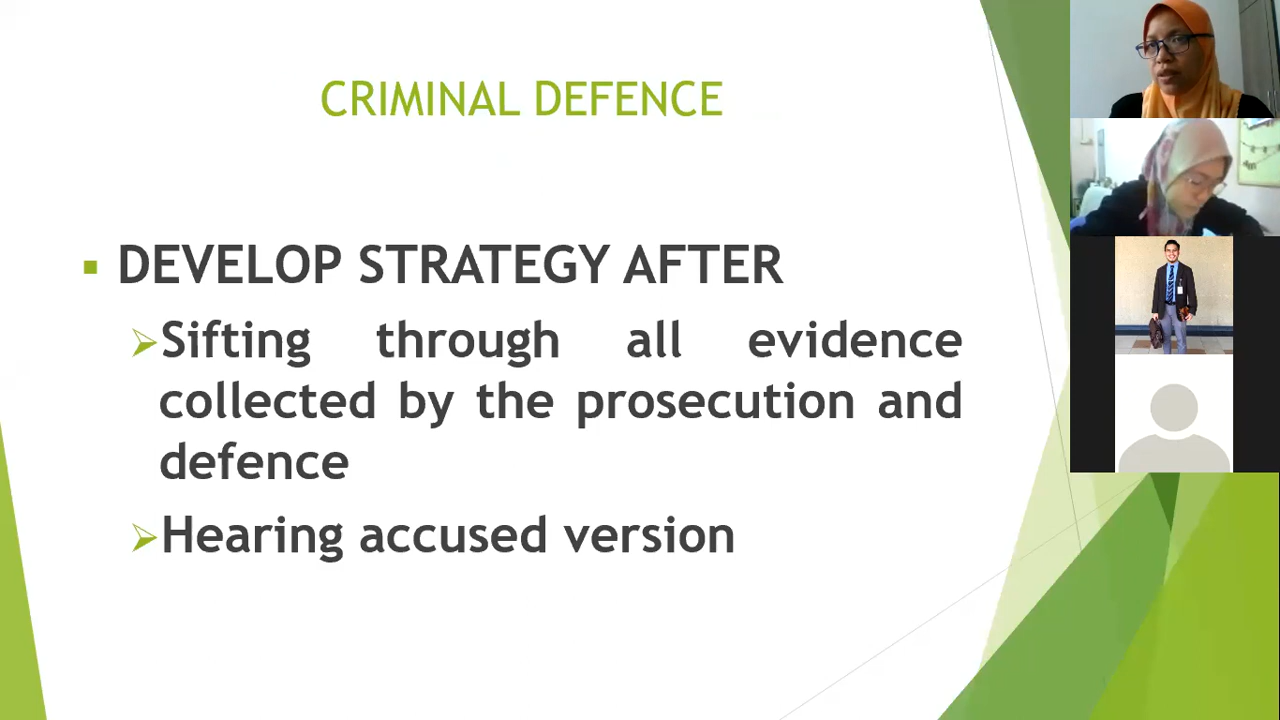 CRIMINAL DEFENCE
DEVELOP STRATEGY AFTER
Sifting through all evidence
collected by the prosecution and
defence
Hearing accused version